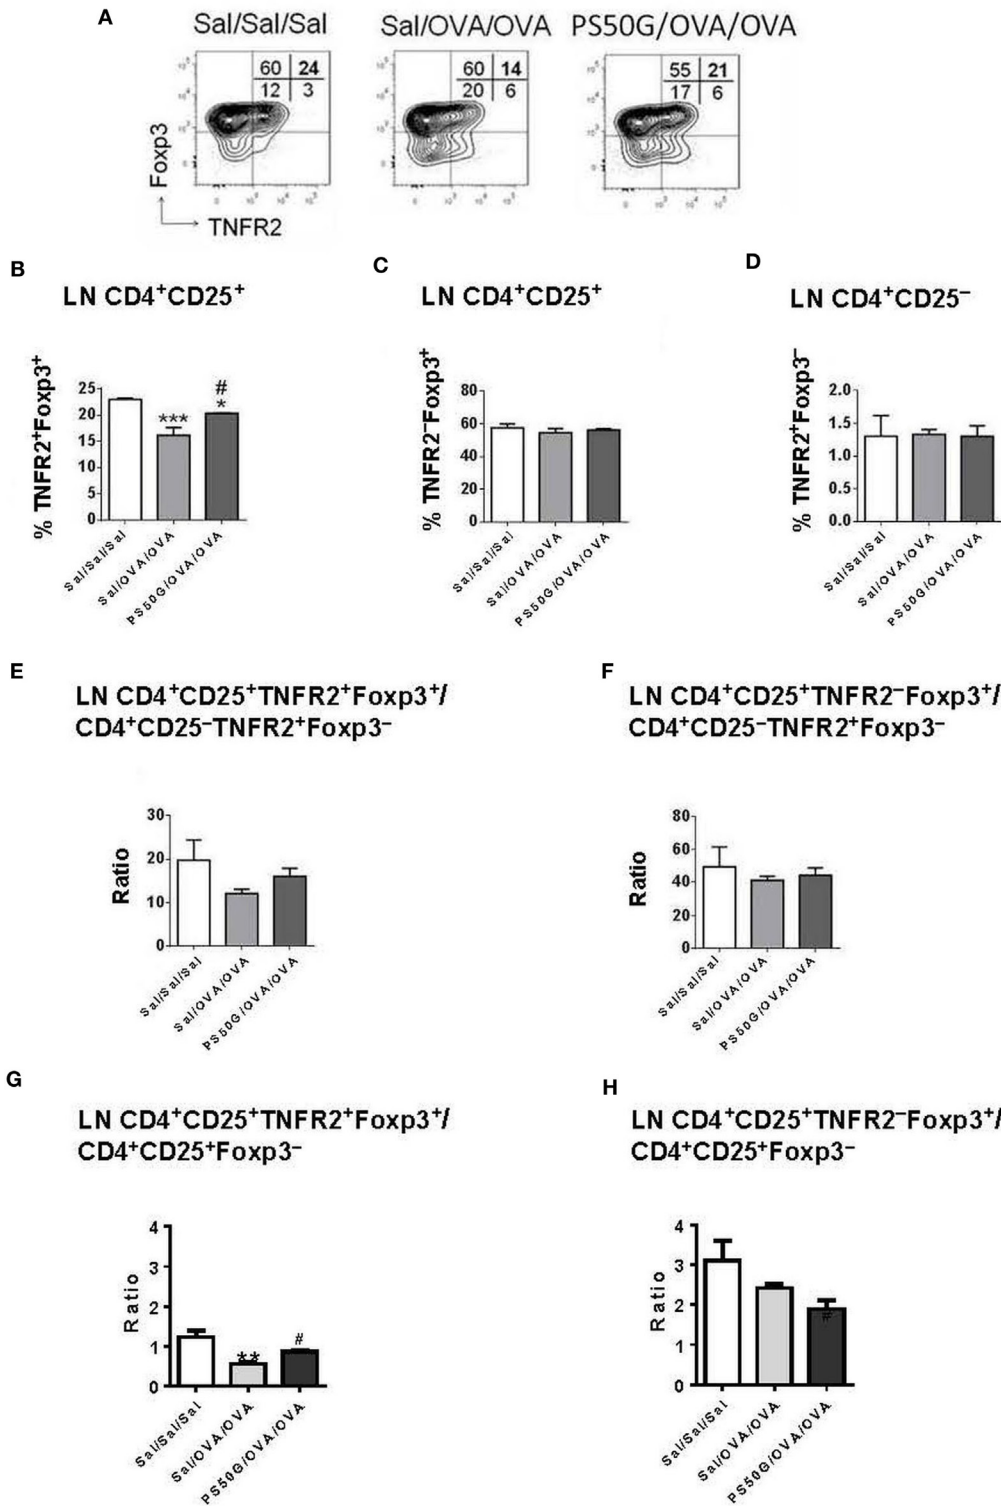 A
Sal/Sal/Sal
Sal/OVA/OVA
PS50G/OVA/OVA
60 24
12 3
60 14
20 6
55 21
17 6
Foxp3
TNFR2
B
LN CD4⁺CD25⁺
% TNFR2⁺Foxp3⁺
25
20
15
10
5
0
***
#
*
Sal/Sal/Sal
Sal/OVA/OVA
PS50G/OVA/OVA
C
LN CD4⁺CD25⁺
% TNFR2⁻Foxp3⁺
80
60
40
20
0
Sal/Sal/Sal
Sal/OVA/OVA
PS50G/OVA/OVA
D
LN CD4⁺CD25⁻
% TNFR2⁺Foxp3⁻
2.0
1.5
1.0
0.5
0.0
Sal/Sal/Sal
Sal/OVA/OVA
PS50G/OVA/OVA
E
LN CD4⁺CD25⁺TNFR2⁺Foxp3⁺/
CD4⁺CD25⁻TNFR2⁺Foxp3⁻
Ratio
30
20
10
0
Sal/Sal/Sal
Sal/OVA/OVA
PS50G/OVA/OVA
F
LN CD4⁺CD25⁺TNFR2⁻Foxp3⁺/
CD4⁺CD25⁻TNFR2⁺Foxp3⁻
Ratio
80
60
40
20
0
Sal/Sal/Sal
Sal/OVA/OVA
PS50G/OVA/OVA
G
LN CD4⁺CD25⁺TNFR2⁺Foxp3⁺/
CD4⁺CD25⁺Foxp3⁻
Ratio
4
3
2
1
0
**
#
Sal/Sal/Sal
Sal/OVA/OVA
PS50G/OVA/OVA
H
LN CD4⁺CD25⁺TNFR2⁻Foxp3⁺/
CD4⁺CD25⁺Foxp3⁻
Ratio
4
3
2
1
0
#
Sal/Sal/Sal
Sal/OVA/OVA
PS50G/OVA/OVA